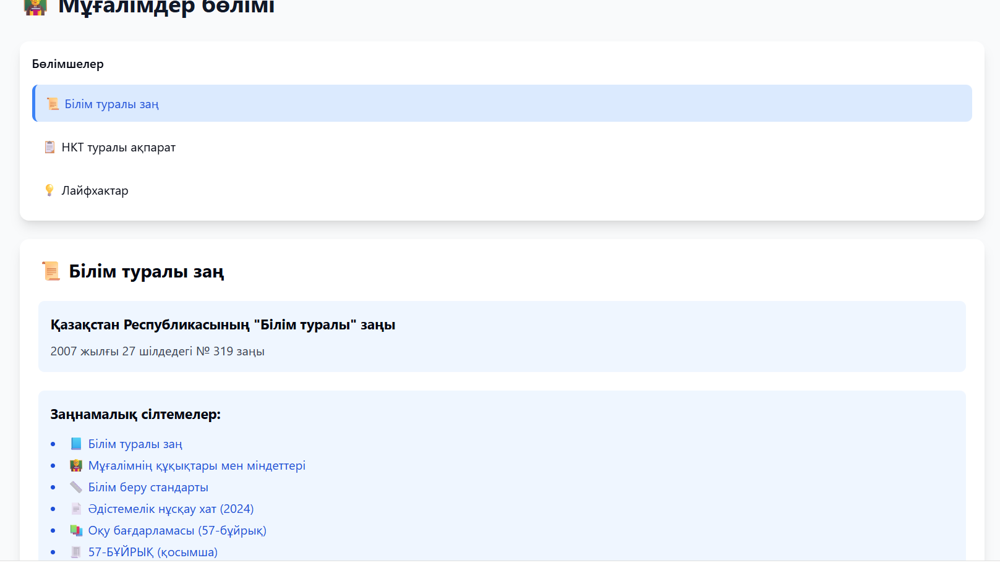 Мұғалімдер бөлімі
Бөлімшелер
Білім туралы заң
НКТ туралы ақпарат
Лайфхактар
Білім туралы заң
Қазақстан Республикасының "Білім туралы" заңы
2007 жылғы 27 шілдедегі № 319 заңы
Заңнамалық сілтемелер:
Білім туралы заң
Мұғалімнің құқықтары мен міндеттері
Білім беру стандарты
Әдістемелік нұсқау хат (2024)
Оқу бағдарламасы (57-бұйрық)
57-БҰЙРЫҚ (қосымша)